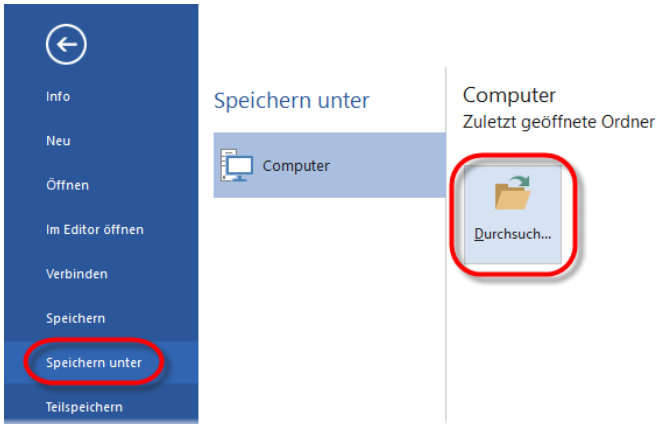 Info
Neu
Öffnen
Im Editor öffnen
Verbinden
Speichern
Speichern unter
Teilspeichern
Speichern unter
Computer
Computer
Zuletzt geöffnete Ordner
Durchsuch...